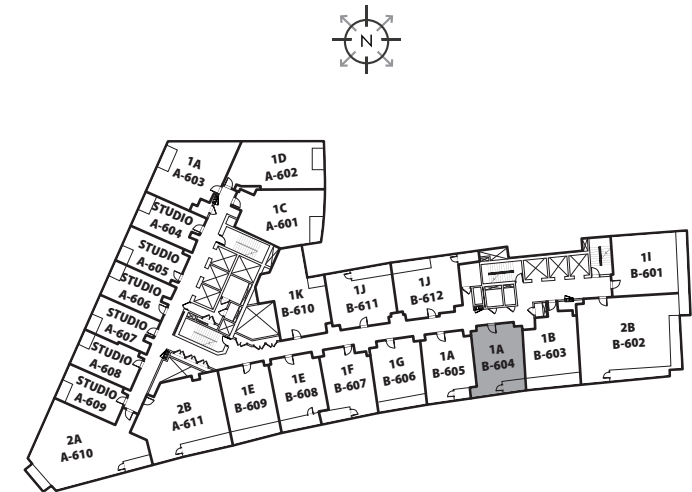 N
1A
A-603
1D
A-602
1C
A-601
STUDIO
A-604
STUDIO
A-605
STUDIO
A-606
STUDIO
A-607
STUDIO
A-608
STUDIO
A-609
2A
A-610
2B
A-611
1K
B-610
1J
B-611
1J
B-612
1I
B-601
2B
B-602
1B
B-603
1A
B-604
1A
B-605
1G
B-606
1F
B-607
1E
B-608
1E
B-609